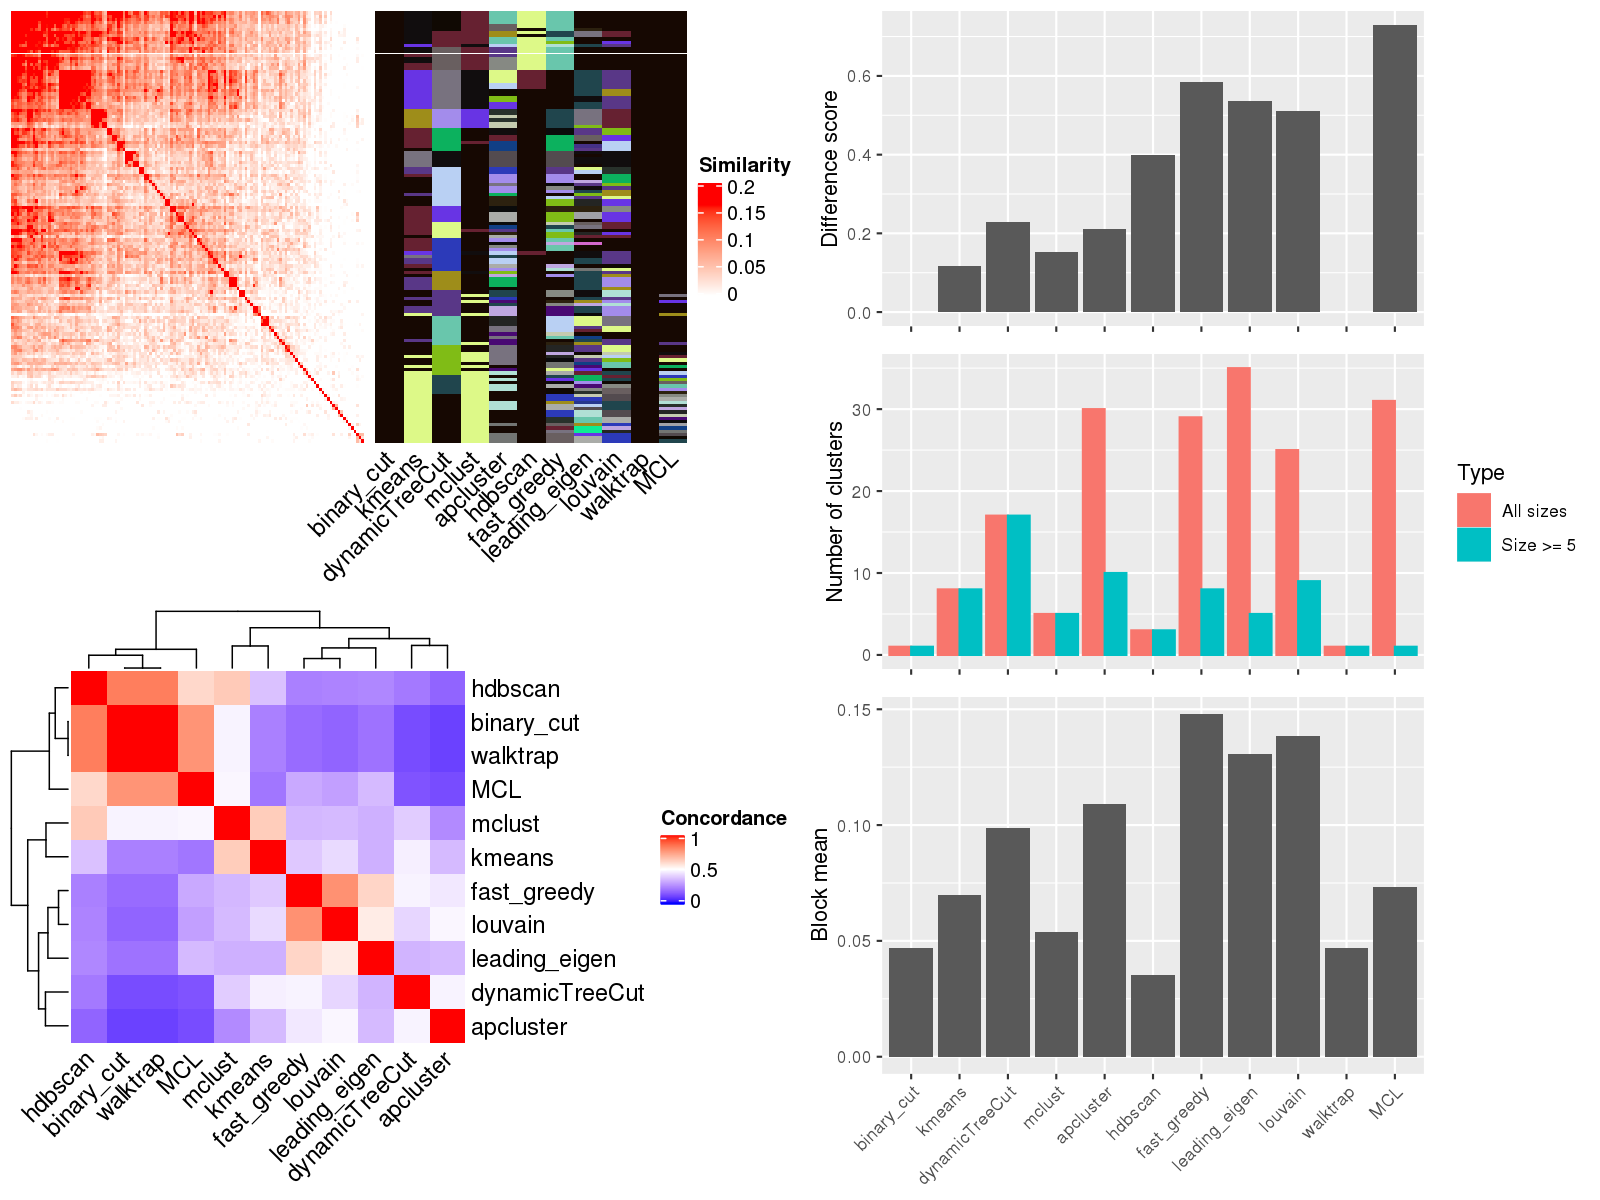 Similarity
0.2
0.15
0.1
0.05
0
binary_cut
kmeans
dynamicTreeCut
mclust
apcluster
hdbscan
fast_greedy
leading_eigen
louvain
walktrap
MCL
hdbscan
binary_cut
walktrap
MCL
mclust
kmeans
fast_greedy
louvain
leading_eigen
dynamicTreeCut
apcluster
Concordance
1
0.5
0
hdbscan
binary_cut
walktrap
MCL
mclust
kmeans
fast_greedy
louvain
leading_eigen
dynamicTreeCut
apcluster
Difference score
0.6
0.4
0.2
0.0
Number of clusters
30
20
10
0
Type
All sizes
Size >= 5
Block mean
0.15
0.10
0.05
0.00
binary_cut
kmeans
dynamicTreeCut
mclust
apcluster
hdbscan
fast_greedy
leading_eigen
louvain
walktrap
MCL